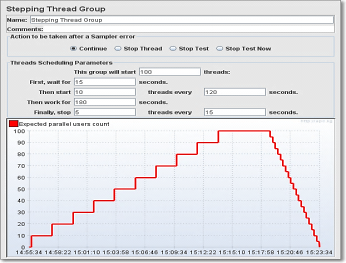 Stepping Thread Group
Name: Stepping Thread Group
Comments:
Action to be taken after a Sampler error
Continue Stop Thread Stop Test Stop Test Now
Threads Scheduling Parameters
This group will start 100 threads:
First, wait for 15 seconds.
Then start 10 threads every 120 seconds.
Then work for 180 seconds.
Finally, stop 5 threads every 15 seconds.
Expected parallel users count
100
90
80
70
60
50
40
30
20
10
0
14:55:34 14:58:22 15:01:10 15:03:58 15:06:46 15:09:34 15:12:22 15:15:10 15:17:58 15:20:46 15:23:34